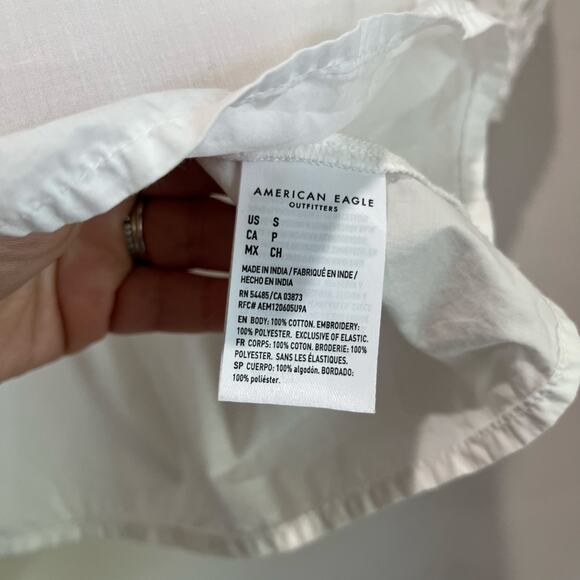 AMERICAN EAGLE
OUTFITTERS
US S
CA P
MX CH
MADE IN INDIA / FABRIQUÉ EN INDE /
HECHO EN INDIA
RN 54485/CA 03873
RFC# AEM120605U9A
EN BODY: 100% COTTON. EMBROIDERY:
100% POLYESTER. EXCLUSIVE OF ELASTIC.
FR CORPS: 100% COTON. BRODERIE: 100%
POLYESTER. SANS LES ÉLASTIQUES.
SP CUERPO: 100% algodón. BORDADO:
100% poliéster.